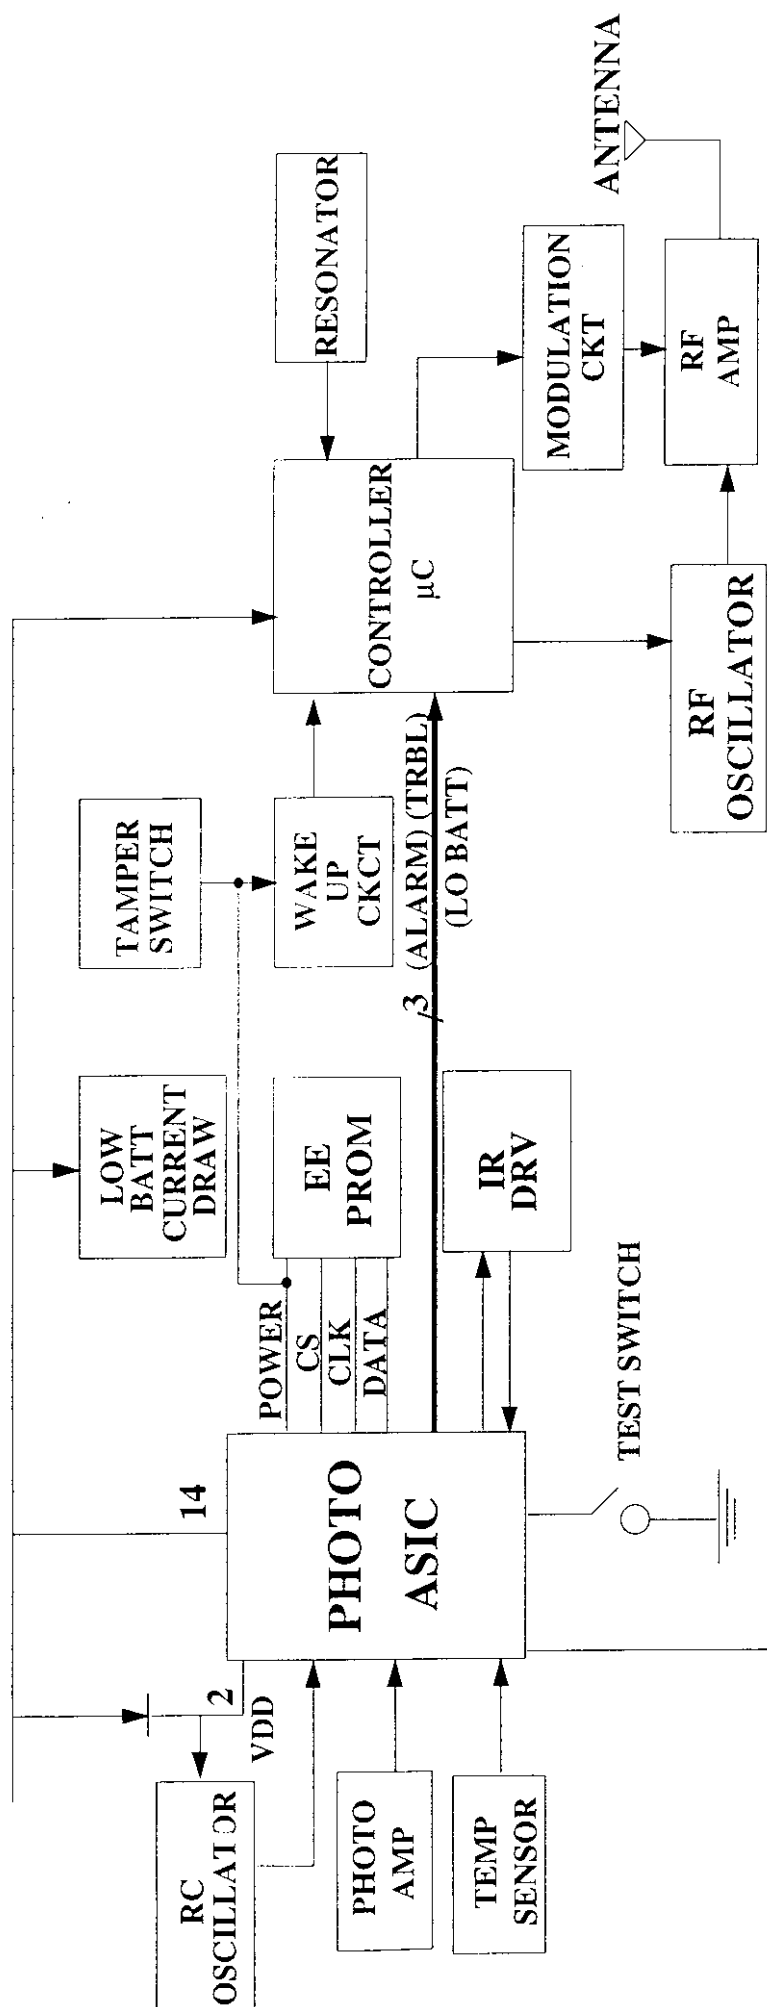 ANTENNA
RESONATOR
MODULATION
CKT
RF
AMP
CONTROLLER
µC
RF
OSCILLATOR
TAMPER
SWITCH
WAKE
UP
CKCT
3 (ALARM) (TRBL)
(LO BATT)
LOW
BATT
CURRENT
DRAW
EE
PROM
IR
DRV
POWER
CS
CLK
DATA
TEST SWITCH
14
PHOTO
ASIC
2
VDD
RC
OSCILLATOR
PHOTO
AMP
TEMP
SENSOR